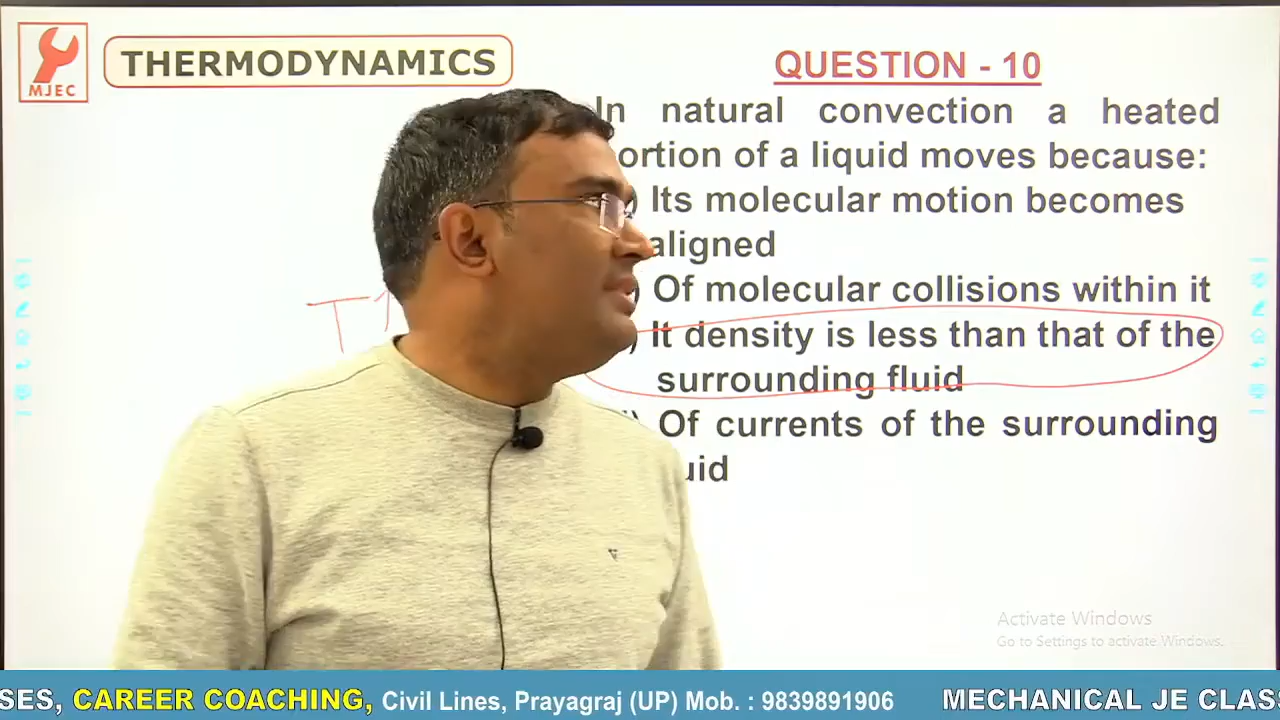 MJEC
THERMODYNAMICS
QUESTION - 10
In natural convection a heated
ortion of a liquid moves because:
) Its molecular motion becomes
aligned
) Of molecular collisions within it
) It density is less than that of the
surrounding fluid
) Of currents of the surrounding
uid
T↑
Activate Windows
Go to Settings to activate Windows.
SES, CAREER COACHING, Civil Lines, Prayagraj (UP) Mob. : 9839891906 MECHANICAL JE CLAS